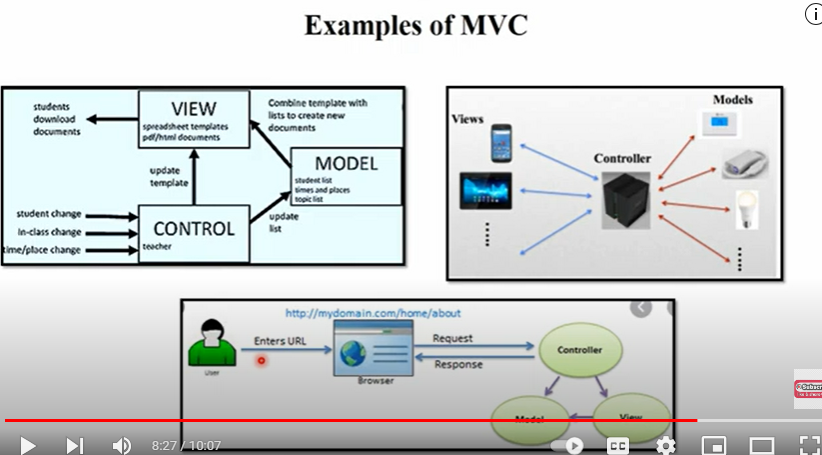 Examples of MVC
students
download
documents
VIEW
spreadsheet templates
pdf/html documents
Combine template with
lists to create new
documents
update
template
MODEL
student list
times and places
topic list
student change
in-class change
time/place change
CONTROL
teacher
update
list
Views
Controller
Models
http://mydomain.com/home/about
Enters URL
User
Browser
Request
Response
Controller
Model
View
8:27 / 10:07
CC